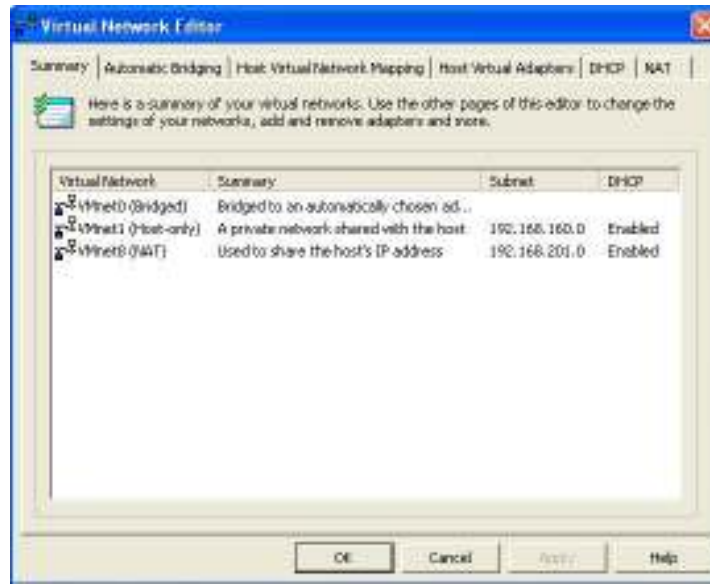 Virtual Network Editor
Summary | Automatic Bridging | Host Virtual Network Mapping | Host Virtual Adapters | DHCP | NAT
Here is a summary of your virtual networks. Use the other pages of this editor to change the
settings of your networks, add and remove adapters and more.
Virtual Network Summary Subnet DHCP
VMnet0 (Bridged) Bridged to an automatically chosen ad...
VMnet1 (Host-only) A private network shared with the host 192.168.160.0 Enabled
VMnet8 (NAT) Used to share the host's IP address 192.168.201.0 Enabled
OK Cancel Apply Help